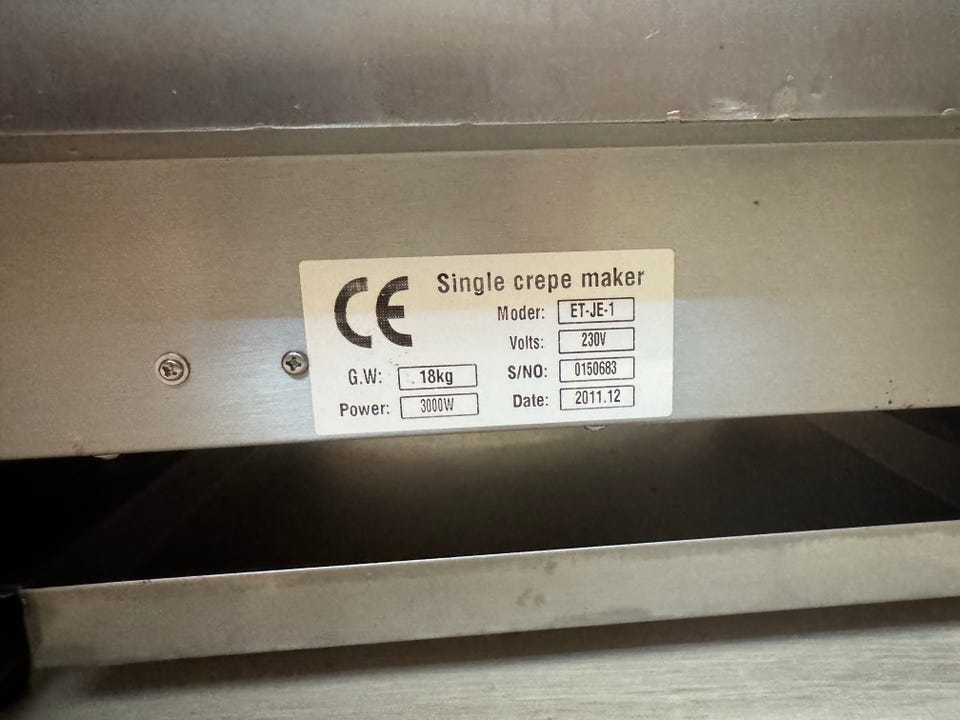 CE
Single crepe maker
Moder: ET-JE-1
Volts: 230V
G.W: 18kg S/NO: 0150683
Power: 3000W Date: 2011.12